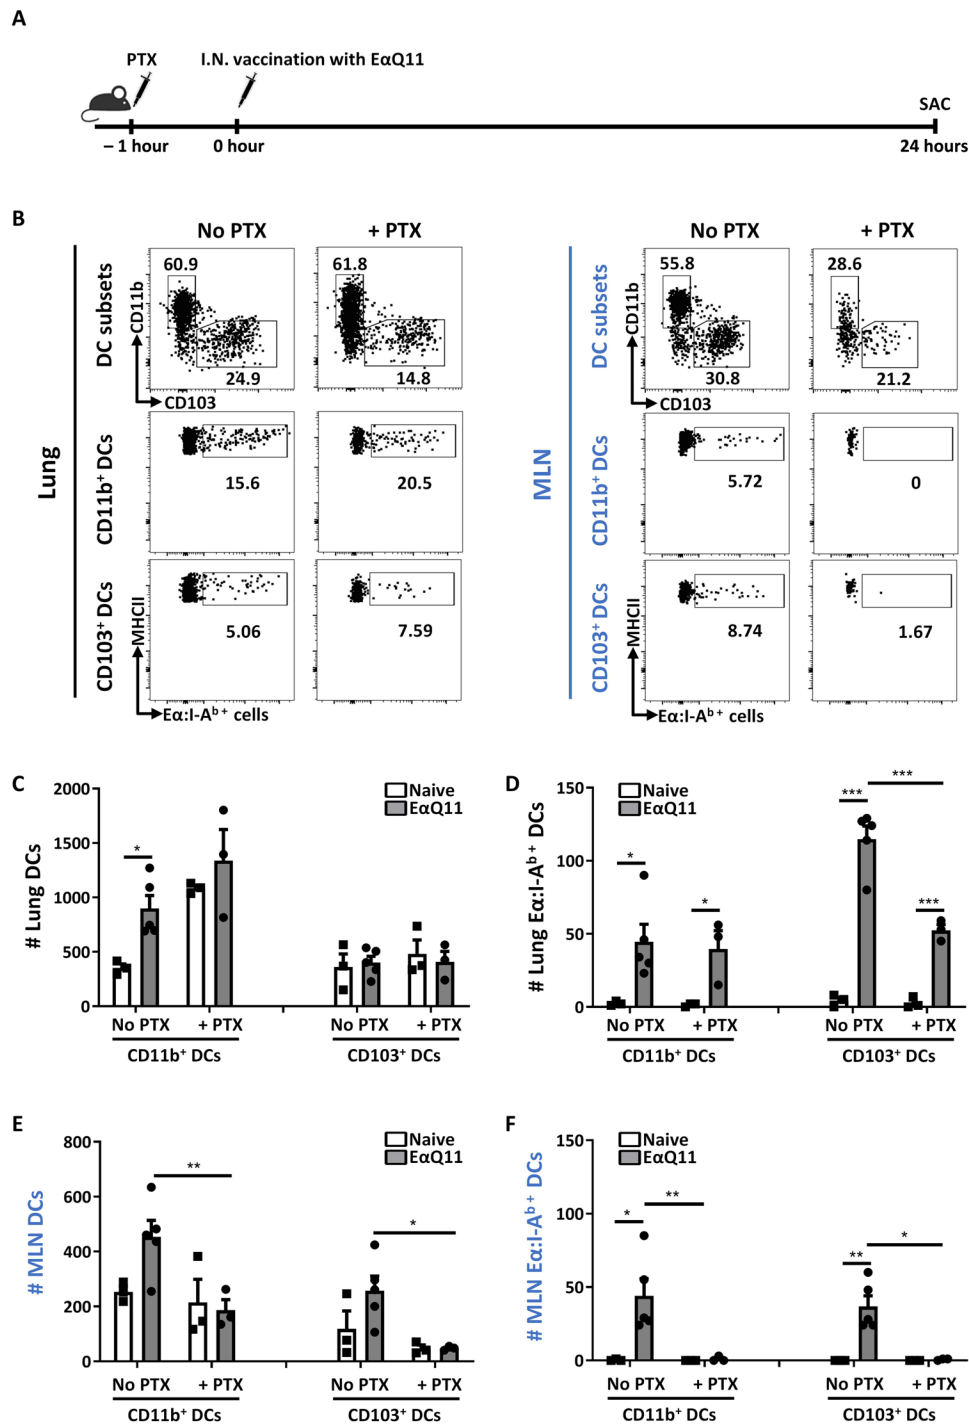 A
PTX
I.N. vaccination with EαQ11
SAC
– 1 hour
0 hour
24 hours
B
No PTX
+ PTX
Lung
DC subsets
CD11b
60.9
24.9
61.8
14.8
CD103
CD11b⁺ DCs
15.6
20.5
CD103⁺ DCs
MHCII
5.06
7.59
Eα:I-Aᵇ⁺ cells
No PTX
+ PTX
MLN
DC subsets
CD11b
55.8
30.8
28.6
21.2
CD103
CD11b⁺ DCs
5.72
0
CD103⁺ DCs
MHCII
8.74
1.67
Eα:I-Aᵇ⁺ cells
C
# Lung DCs
2000
1500
1000
500
0
Naive
EαQ11
*
No PTX
+ PTX
No PTX
+ PTX
CD11b⁺ DCs
CD103⁺ DCs
D
# Lung Eα:I-Aᵇ⁺ DCs
150
100
50
0
Naive
EαQ11
*
*
***
***
***
No PTX
+ PTX
No PTX
+ PTX
CD11b⁺ DCs
CD103⁺ DCs
E
# MLN DCs
800
600
400
200
0
Naive
EαQ11
**
*
No PTX
+ PTX
No PTX
+ PTX
CD11b⁺ DCs
CD103⁺ DCs
F
# MLN Eα:I-Aᵇ⁺ DCs
150
100
50
0
Naive
EαQ11
*
**
**
*
No PTX
+ PTX
No PTX
+ PTX
CD11b⁺ DCs
CD103⁺ DCs